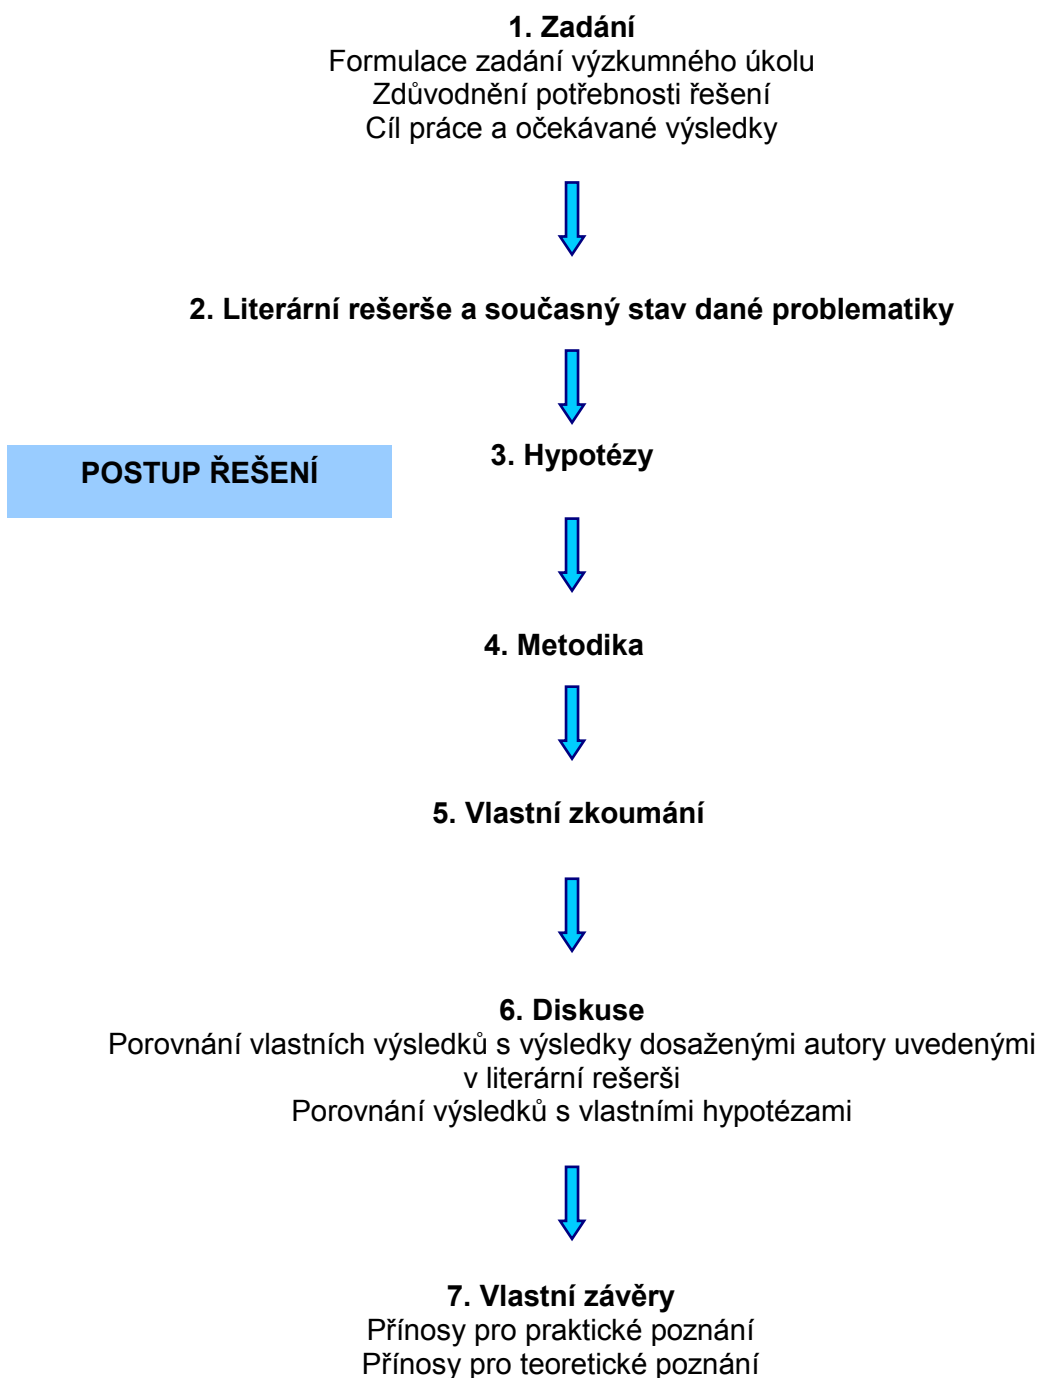 1. Zadání
Formulace zadání výzkumného úkolu
Zdůvodnění potřebnosti řešení
Cíl práce a očekávané výsledky
2. Literární rešerše a současný stav dané problematiky
3. Hypotézy
POSTUP ŘEŠENÍ
4. Metodika
5. Vlastní zkoumání
6. Diskuse
Porovnání vlastních výsledků s výsledky dosaženými autory uvedenými
v literární rešerši
Porovnání výsledků s vlastními hypotézami
7. Vlastní závěry
Přínosy pro praktické poznání
Přínosy pro teoretické poznání